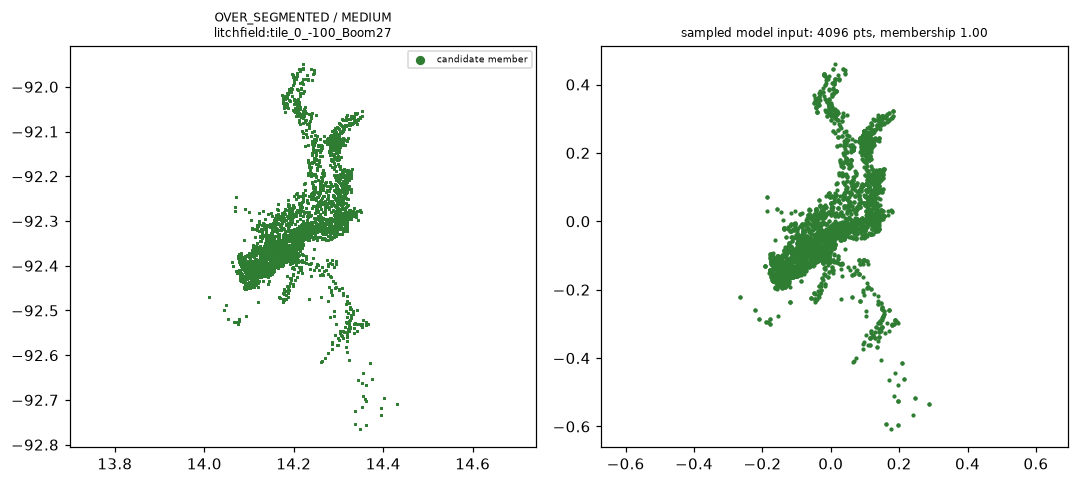 OVER_SEGMENTED / MEDIUM
litchfield:tile_0_-100_Boom27
candidate member
−92.0
−92.1
−92.2
−92.3
−92.4
−92.5
−92.6
−92.7
−92.8
13.8 14.0 14.2 14.4 14.6
sampled model input: 4096 pts, membership 1.00
0.4
0.2
0.0
−0.2
−0.4
−0.6
−0.6 −0.4 −0.2 0.0 0.2 0.4 0.6